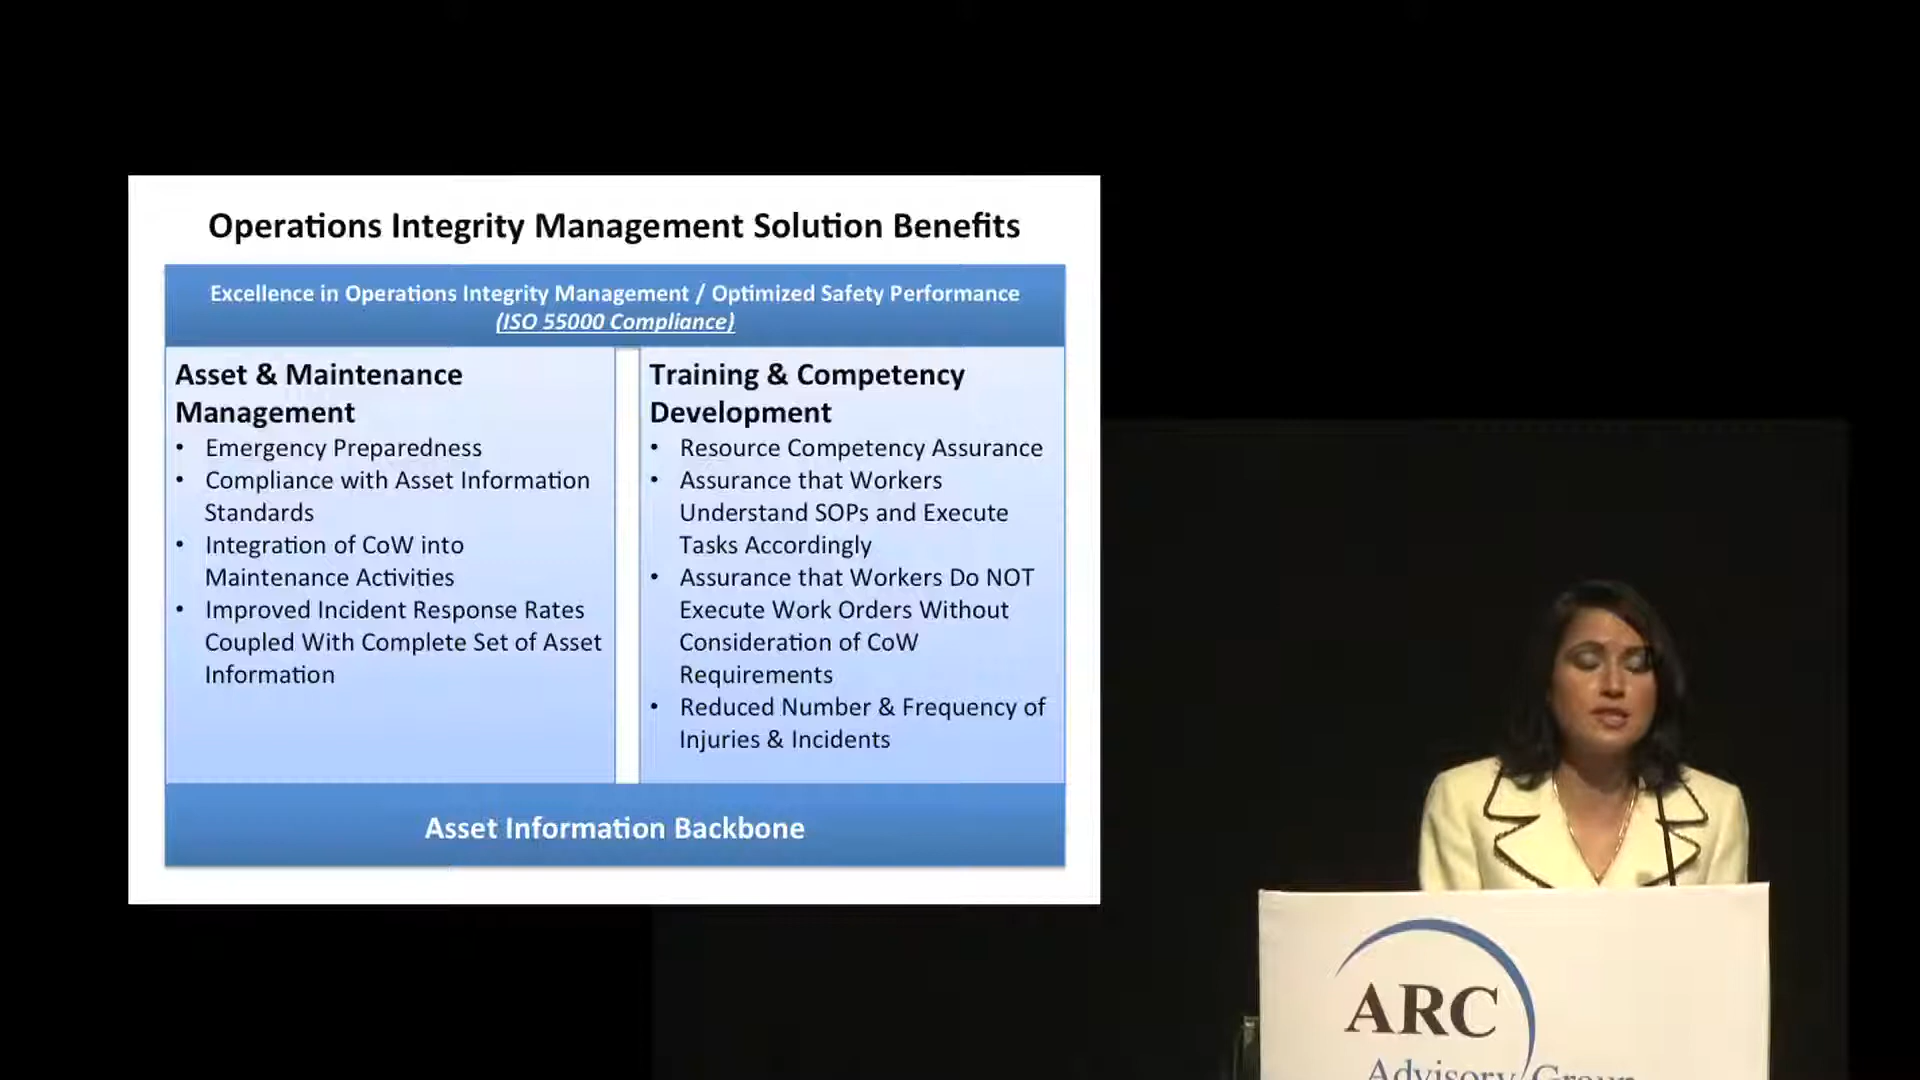 Operations Integrity Management Solution Benefits
Excellence in Operations Integrity Management / Optimized Safety Performance
(ISO 55000 Compliance)
Asset & Maintenance
Management
• Emergency Preparedness
• Compliance with Asset Information
Standards
• Integration of CoW into
Maintenance Activities
• Improved Incident Response Rates
Coupled With Complete Set of Asset
Information
Training & Competency
Development
• Resource Competency Assurance
• Assurance that Workers
Understand SOPs and Execute
Tasks Accordingly
• Assurance that Workers Do NOT
Execute Work Orders Without
Consideration of CoW
Requirements
• Reduced Number & Frequency of
Injuries & Incidents
Asset Information Backbone
ARC
Advisory Group